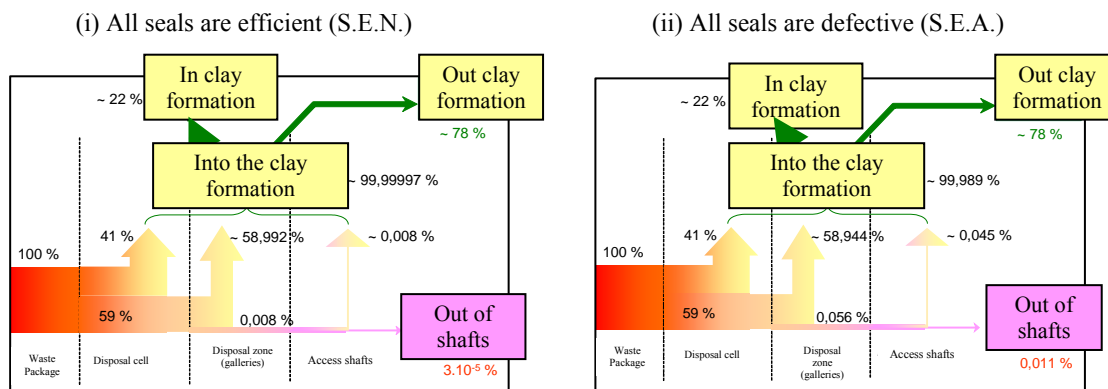 (i) All seals are efficient (S.E.N.)
In clay
formation
~ 22 %
Out clay
formation
~ 78 %
Into the clay
formation
~ 99,99997 %
41 %
~ 58,992 %
~ 0,008 %
100 %
59 %
0,008 %
Out of
shafts
3.10⁻⁵ %
Waste
Package
Disposal cell
Disposal zone
(galleries)
Access shafts
(ii) All seals are defective (S.E.A.)
In clay
formation
~ 22 %
Out clay
formation
~ 78 %
Into the clay
formation
~ 99,989 %
41 %
~ 58,944 %
~ 0,045 %
100 %
59 %
0,056 %
Out of
shafts
0,011 %
Waste
Package
Disposal cell
Disposal
zone
(galleries)
Access shafts